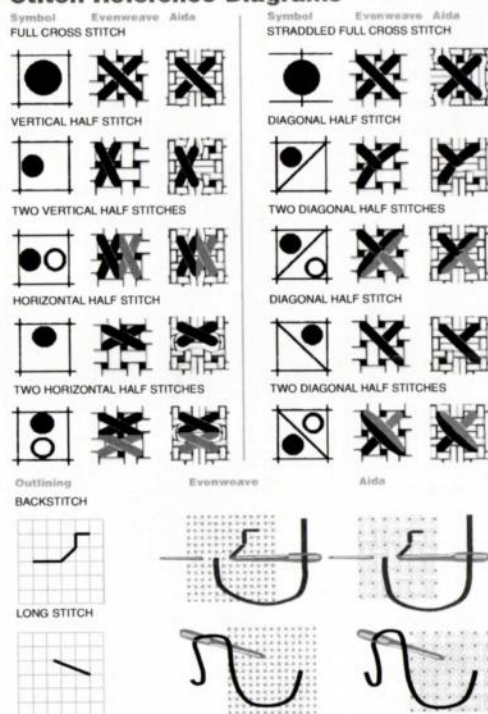 Stitch Reference Diagrams
Symbol Evenweave Aida
FULL CROSS STITCH
VERTICAL HALF STITCH
TWO VERTICAL HALF STITCHES
HORIZONTAL HALF STITCH
TWO HORIZONTAL HALF STITCHES
Symbol Evenweave Aida
STRADDLED FULL CROSS STITCH
DIAGONAL HALF STITCH
TWO DIAGONAL HALF STITCHES
DIAGONAL HALF STITCH
TWO DIAGONAL HALF STITCHES
Outlining Evenweave Aida
BACKSTITCH
LONG STITCH